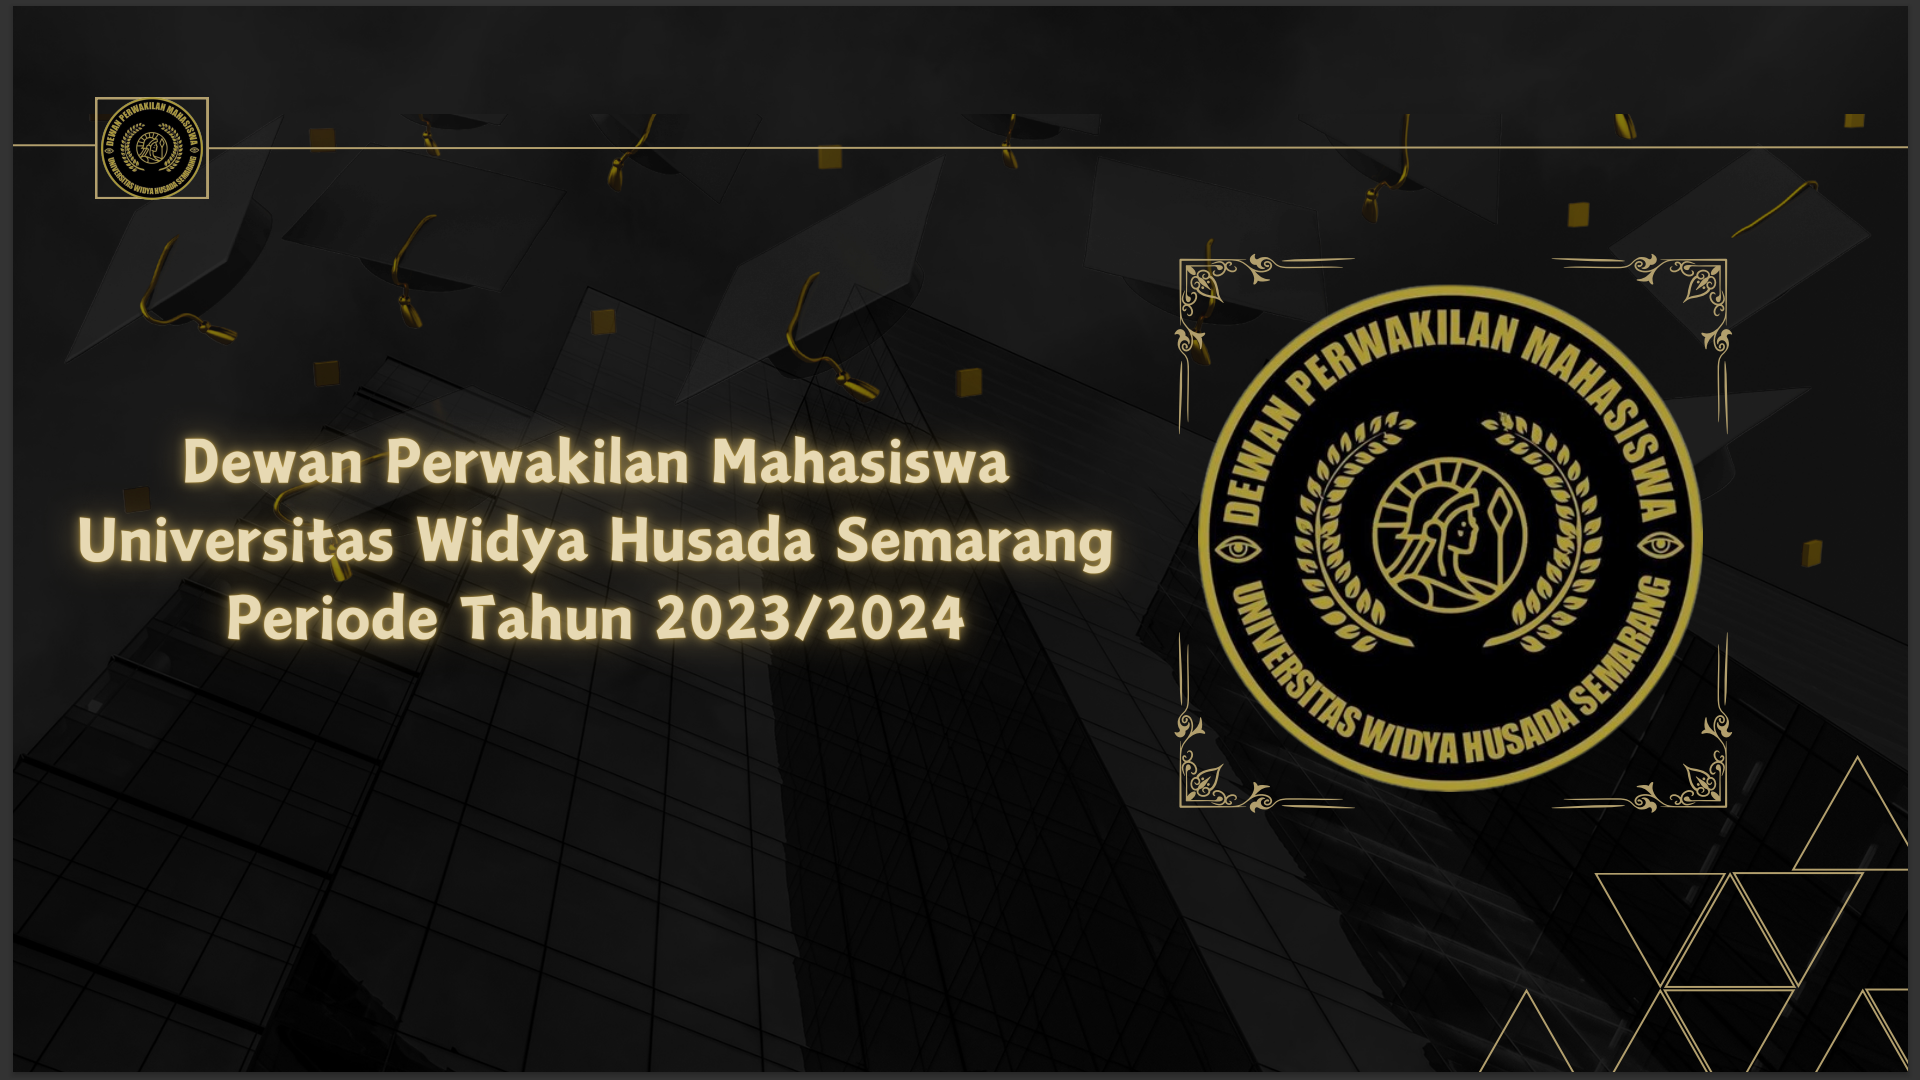 DEWAN PERWAKILAN MAHASISWA
UNIVERSITAS WIDYA HUSADA SEMARANG
Dewan Perwakilan Mahasiswa
Universitas Widya Husada Semarang
Periode Tahun 2023/2024
DEWAN PERWAKILAN MAHASISWA
UNIVERSITAS WIDYA HUSADA SEMARANG